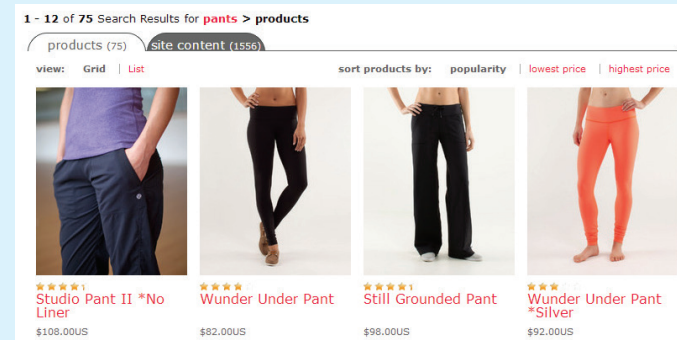 1 - 12 of 75 Search Results for pants > products
products (75) site content (1556)
view: Grid | List sort products by: popularity | lowest price | highest price
Studio Pant II *No
Liner
$108.00US
Wunder Under Pant
$82.00US
Still Grounded Pant
$98.00US
Wunder Under Pant
*Silver
$92.00US